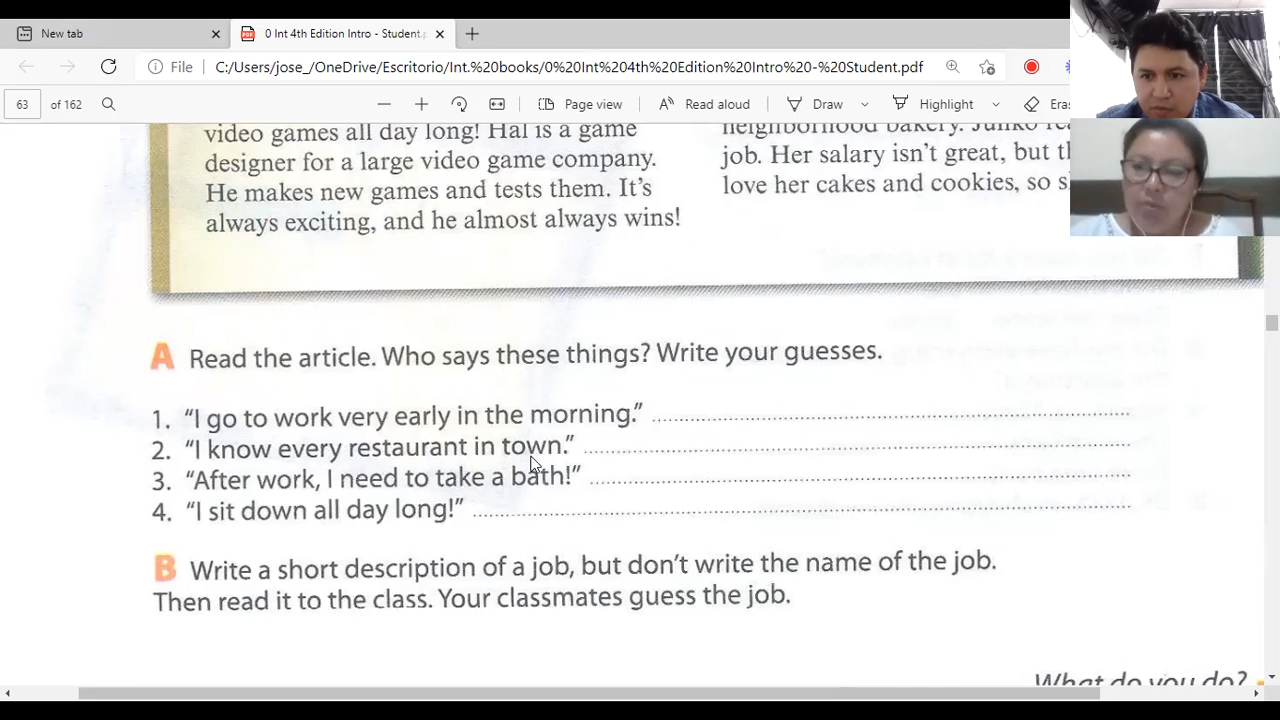 New tab
0 Int 4th Edition Intro - Student.
File C:/Users/jose_/OneDrive/Escritorio/Int.%20books/0%20Int%204th%20Edition%20Intro%20-%20Student.pdf
63 of 162 Page view Read aloud Draw Highlight
video games all day long! Hal is a game
designer for a large video game company.
He makes new games and tests them. It's
always exciting, and he almost always wins!
neighborhood bakery. Junko
job. Her salary isn't great, but
love her cakes and cookies, so
A Read the article. Who says these things? Write your guesses.
1. "I go to work very early in the morning."
2. "I know every restaurant in town."
3. "After work, I need to take a bath!"
4. "I sit down all day long!"
B Write a short description of a job, but don't write the name of the job.
Then read it to the class. Your classmates guess the job.
What do you do?